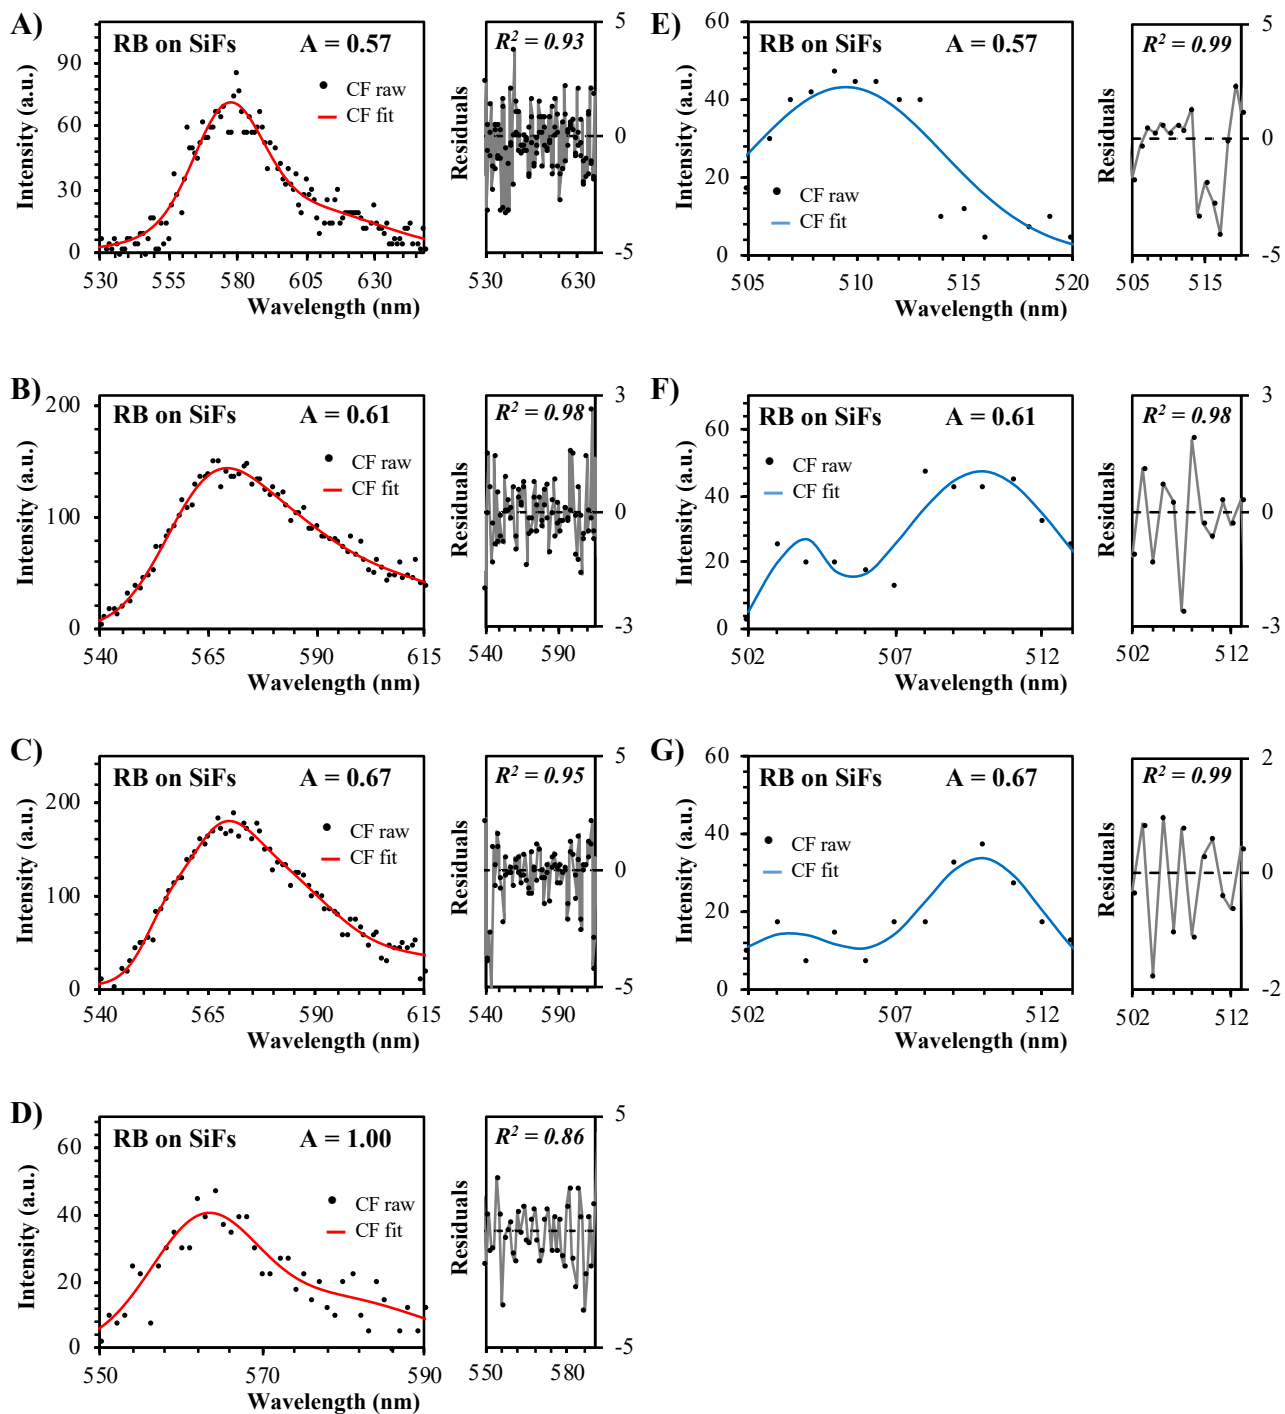 A)
RB on SiFs A = 0.57
CF raw
CF fit
Intensity (a.u.)
90
60
30
0
530 555 580 605 630
Wavelength (nm)
R² = 0.93
Residuals
5
0
-5
530 630
E)
RB on SiFs A = 0.57
CF raw
CF fit
Intensity (a.u.)
60
40
20
0
505 510 515 520
Wavelength (nm)
R² = 0.99
Residuals
5
0
-5
505 515
B)
RB on SiFs A = 0.61
CF raw
CF fit
Intensity (a.u.)
200
100
0
540 565 590 615
Wavelength (nm)
R² = 0.98
Residuals
3
0
-3
540 590
F)
RB on SiFs A = 0.61
CF raw
CF fit
Intensity (a.u.)
60
40
20
0
502 507 512
Wavelength (nm)
R² = 0.98
Residuals
3
0
-3
502 512
C)
RB on SiFs A = 0.67
CF raw
CF fit
Intensity (a.u.)
200
100
0
540 565 590 615
Wavelength (nm)
R² = 0.95
Residuals
5
0
-5
540 590
G)
RB on SiFs A = 0.67
CF raw
CF fit
Intensity (a.u.)
60
40
20
0
502 507 512
Wavelength (nm)
R² = 0.99
Residuals
2
0
-2
502 512
D)
RB on SiFs A = 1.00
CF raw
CF fit
Intensity (a.u.)
60
40
20
0
550 570 590
Wavelength (nm)
R² = 0.86
Residuals
5
0
-5
550 580